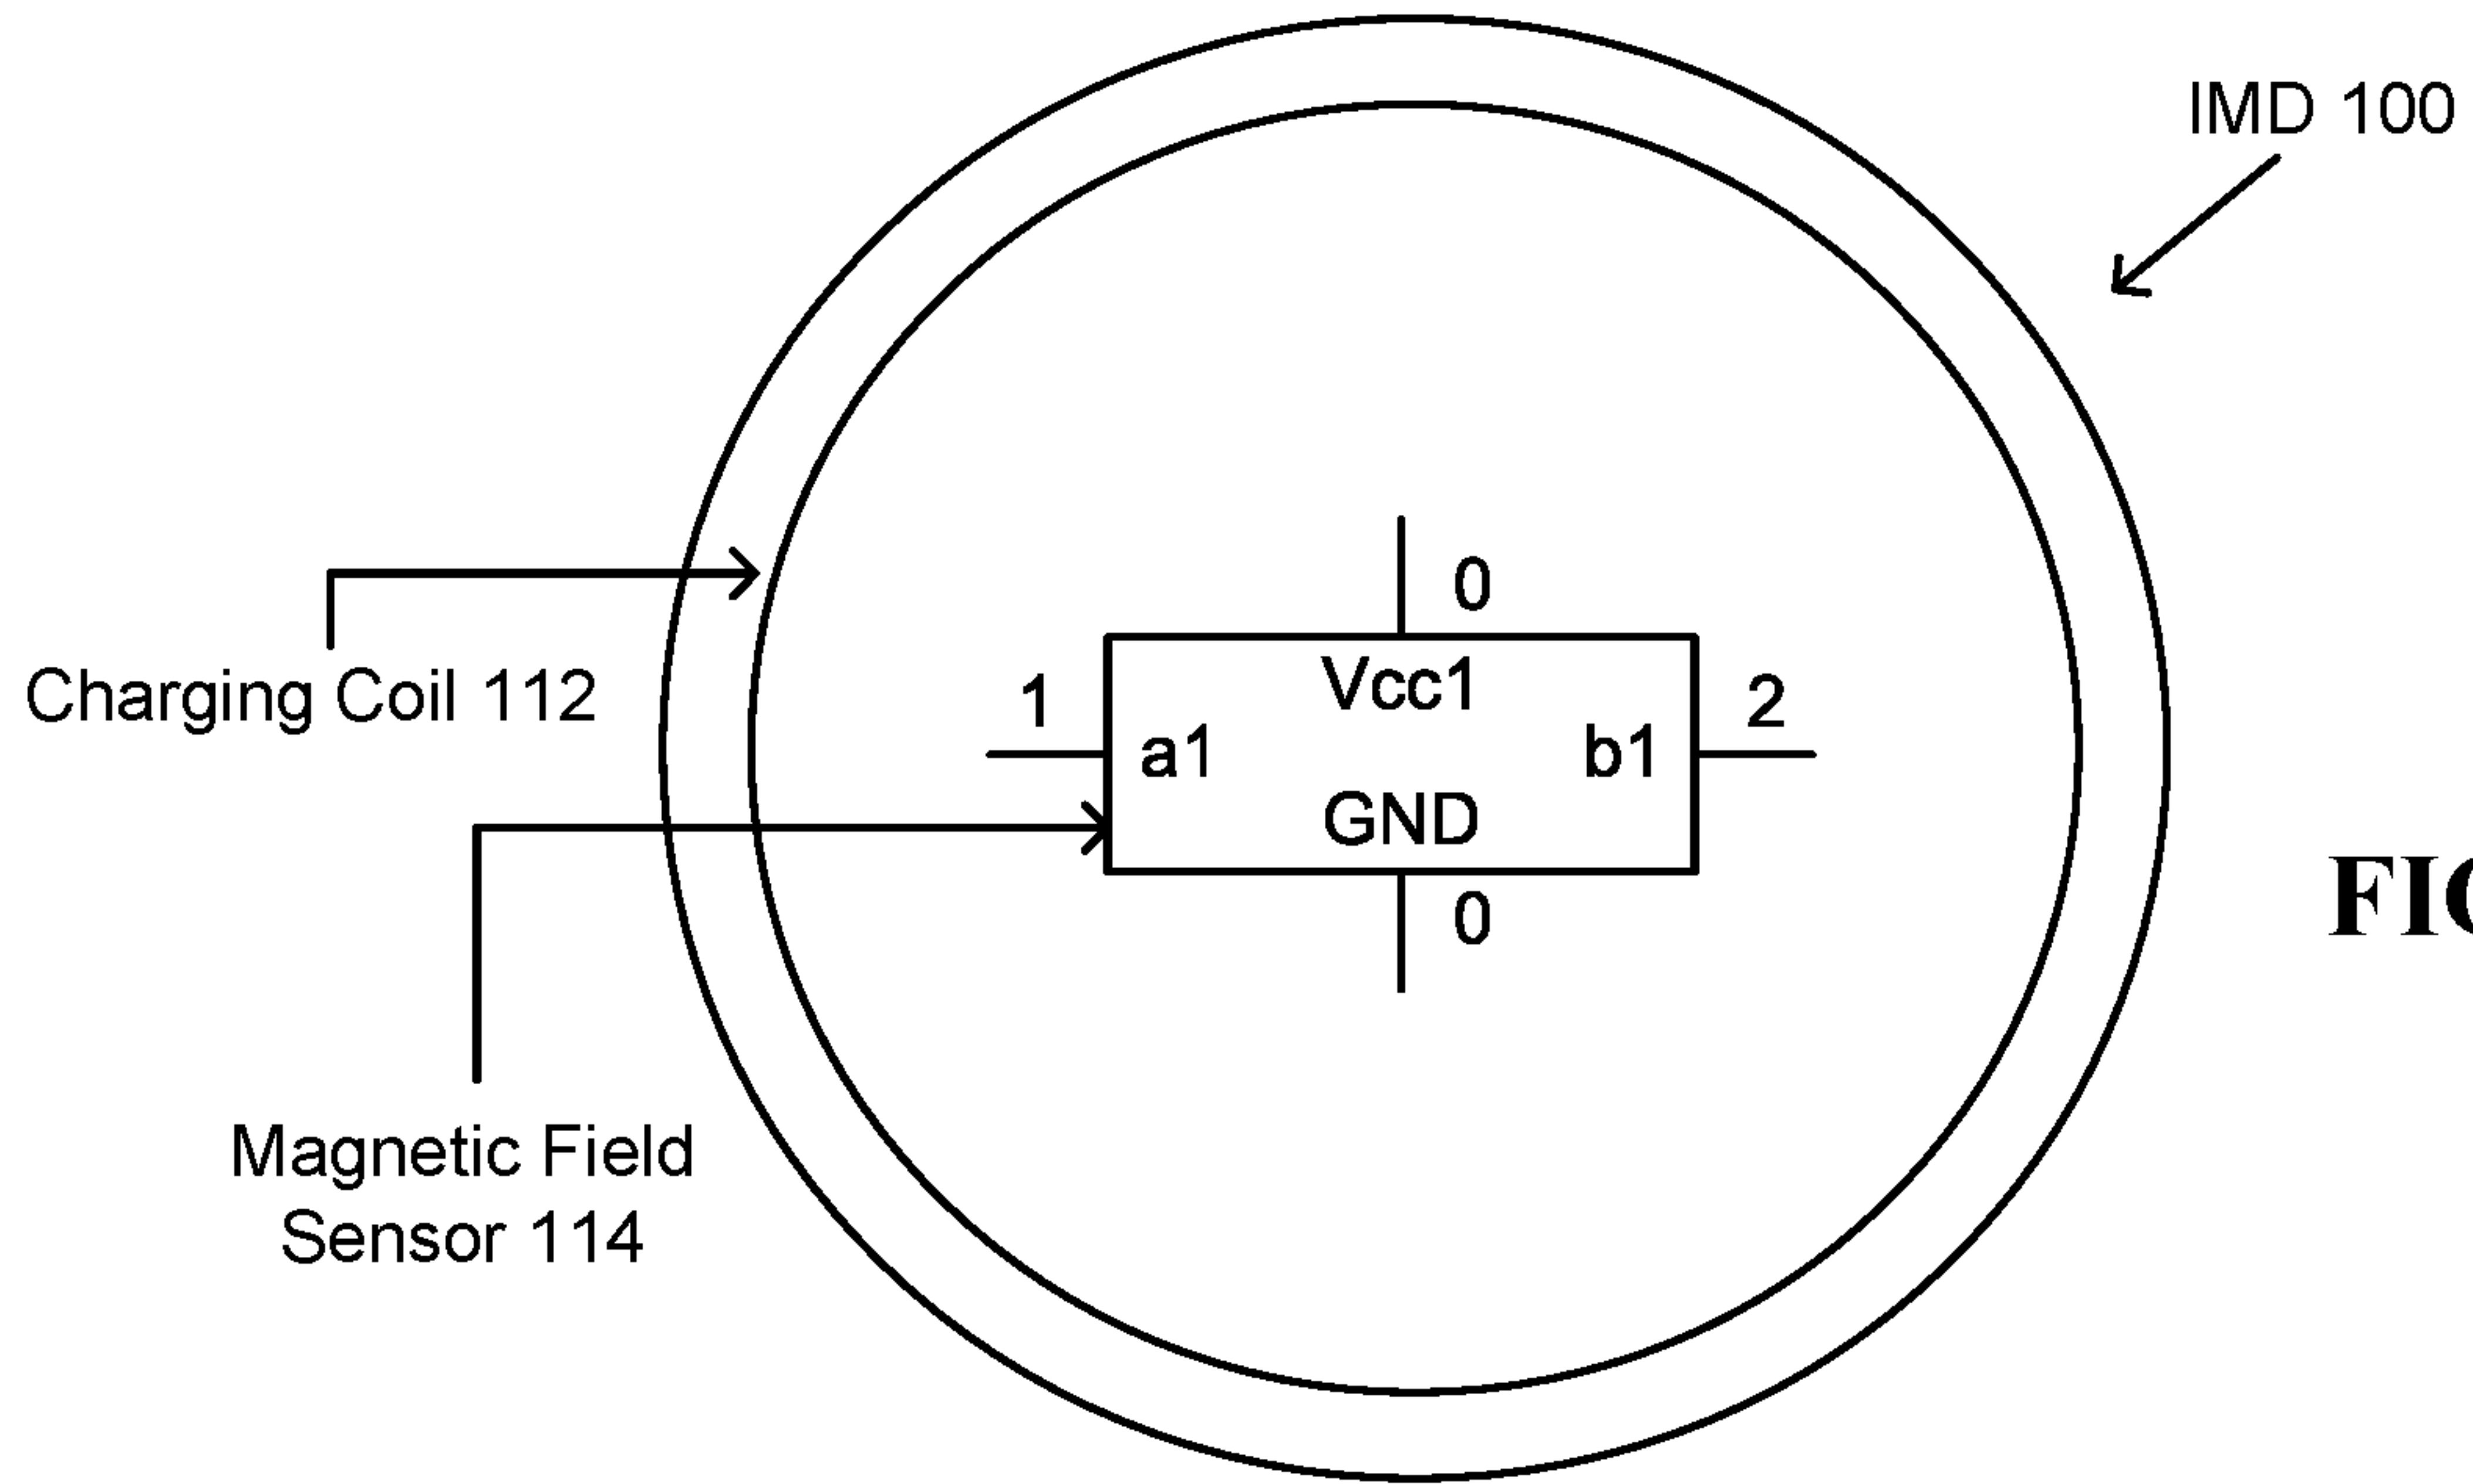 IMD 100
0
Vcc1
1
a1
b1
2
Charging Coil 112
GND
0
Magnetic Field
Sensor 114